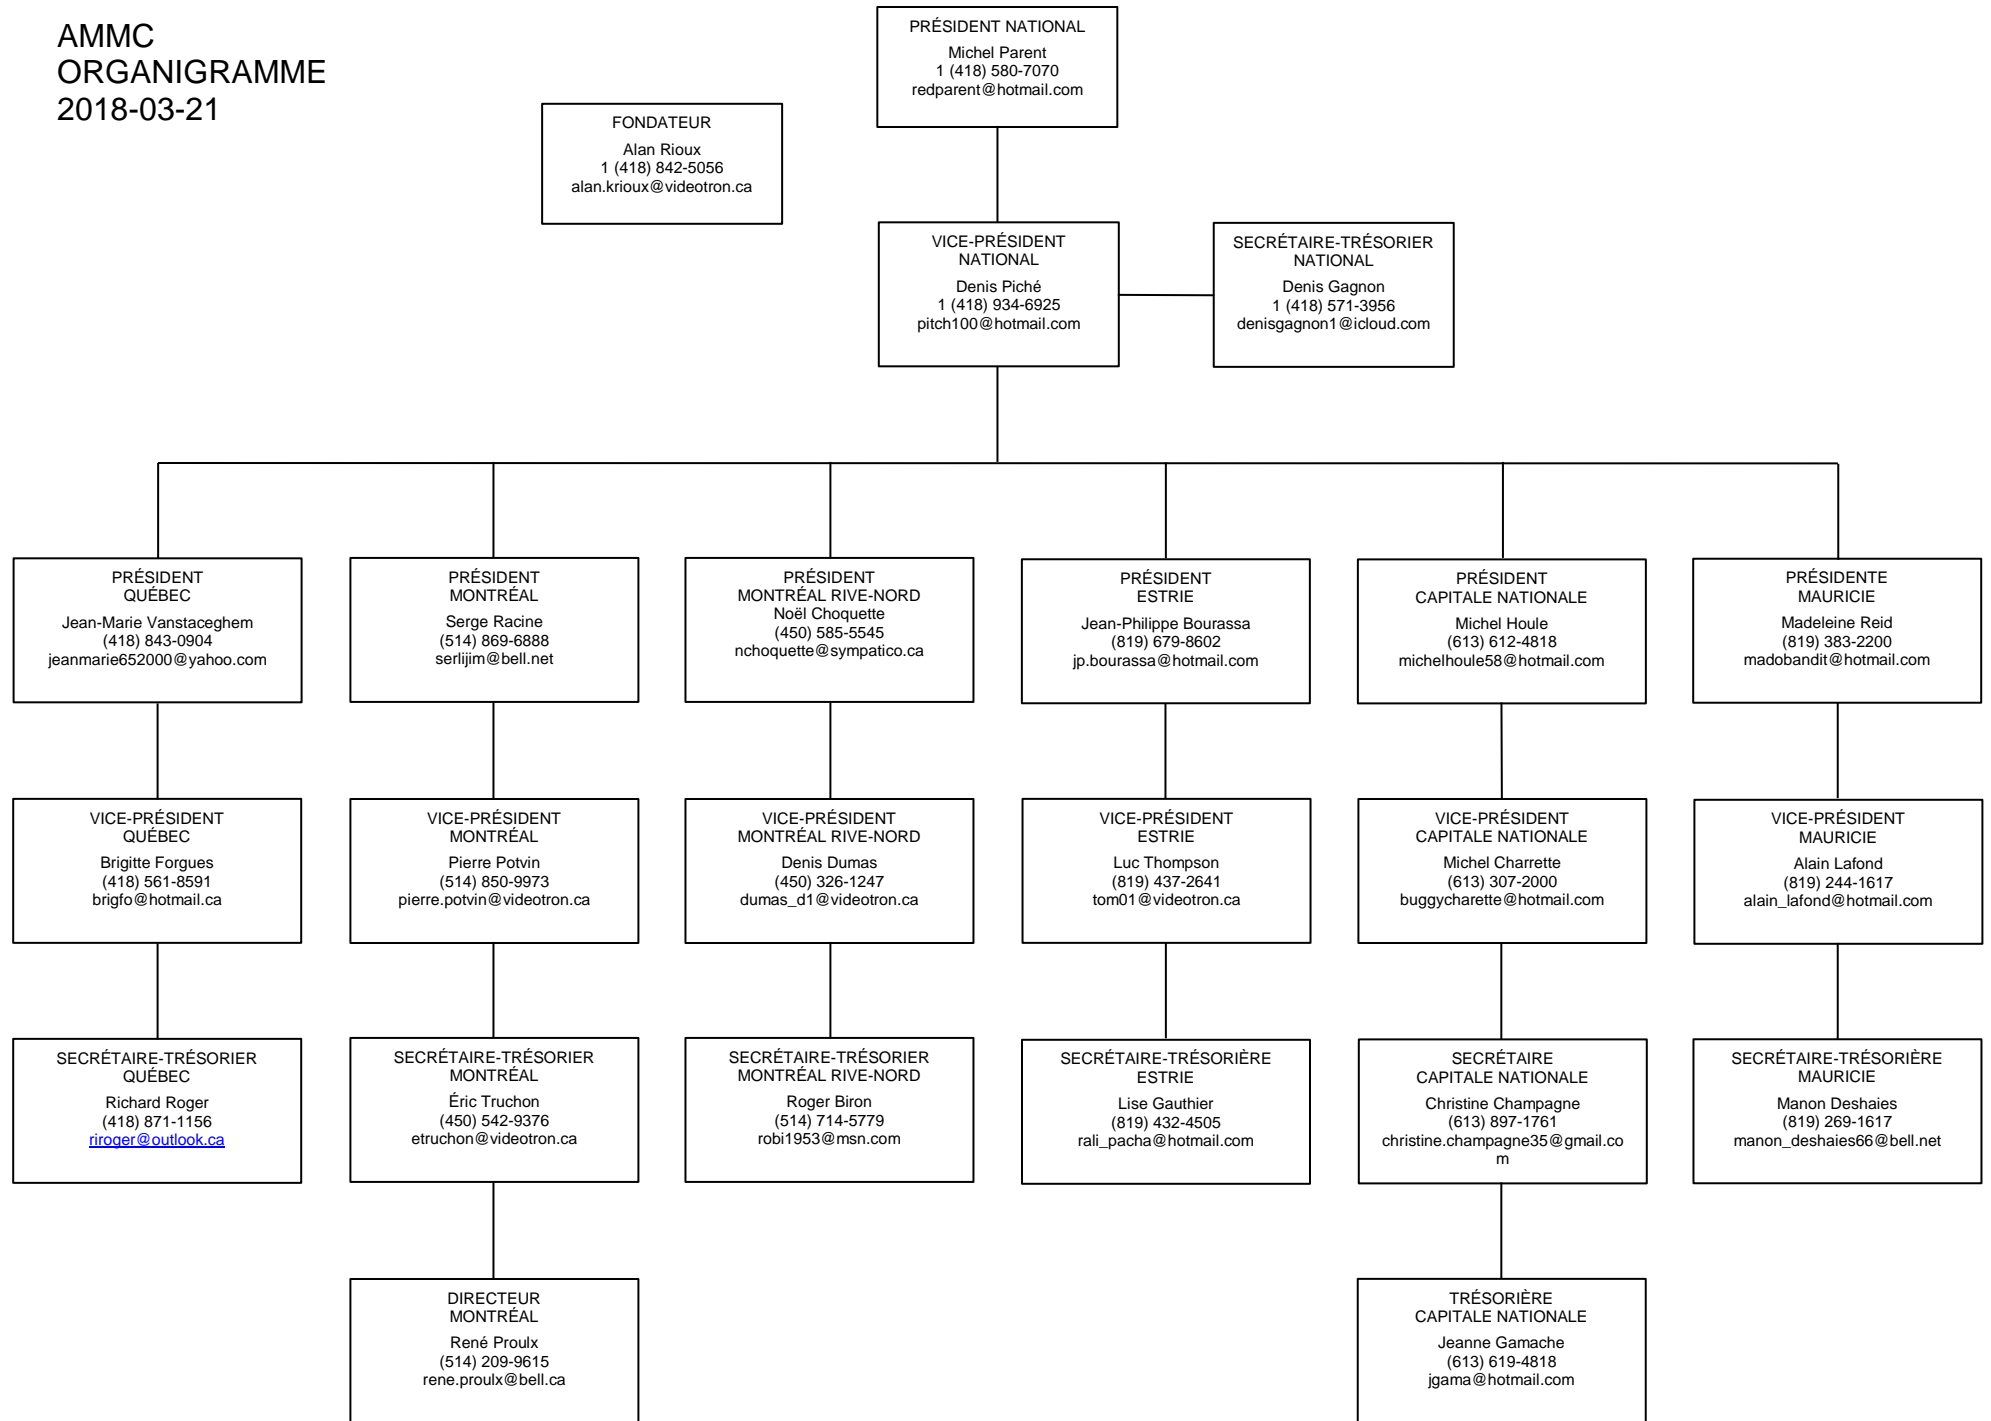 AMMC
ORGANIGRAMME
2018-03-21
PRÉSIDENT NATIONAL
Michel Parent
1 (418) 580-7070
redparent@hotmail.com
FONDATEUR
Alan Rioux
1 (418) 842-5056
alan.krioux@videotron.ca
VICE-PRÉSIDENT
NATIONAL
Denis Piché
1 (418) 934-6925
pitch100@hotmail.com
SECRÉTAIRE-TRÉSORIER
NATIONAL
Denis Gagnon
1 (418) 571-3956
denisgagnon1@icloud.com
PRÉSIDENT
QUÉBEC
Jean-Marie Vanstaceghem
(418) 843-0904
jeanmarie652000@yahoo.com
PRÉSIDENT
MONTRÉAL
Serge Racine
(514) 869-6888
serlijim@bell.net
PRÉSIDENT
MONTRÉAL RIVE-NORD
Noël Choquette
(450) 585-5545
nchoquette@sympatico.ca
PRÉSIDENT
ESTRIE
Jean-Philippe Bourassa
(819) 679-8602
jp.bourassa@hotmail.com
PRÉSIDENT
CAPITALE NATIONALE
Michel Houle
(613) 612-4818
michelhoule58@hotmail.com
PRÉSIDENTE
MAURICIE
Madeleine Reid
(819) 383-2200
madobandit@hotmail.com
VICE-PRÉSIDENT
QUÉBEC
Brigitte Forgues
(418) 561-8591
brigfo@hotmail.ca
VICE-PRÉSIDENT
MONTRÉAL
Pierre Potvin
(514) 850-9973
pierre.potvin@videotron.ca
VICE-PRÉSIDENT
MONTRÉAL RIVE-NORD
Denis Dumas
(450) 326-1247
dumas_d1@videotron.ca
VICE-PRÉSIDENT
ESTRIE
Luc Thompson
(819) 437-2641
tom01@videotron.ca
VICE-PRÉSIDENT
CAPITALE NATIONALE
Michel Charrette
(613) 307-2000
buggycharette@hotmail.com
VICE-PRÉSIDENT
MAURICIE
Alain Lafond
(819) 244-1617
alain_lafond@hotmail.com
SECRÉTAIRE-TRÉSORIER
QUÉBEC
Richard Roger
(418) 871-1156
riroger@outlook.ca
SECRÉTAIRE-TRÉSORIER
MONTRÉAL
Éric Truchon
(450) 542-9376
etruchon@videotron.ca
SECRÉTAIRE-TRÉSORIER
MONTRÉAL RIVE-NORD
Roger Biron
(514) 714-5779
robi1953@msn.com
SECRÉTAIRE-TRÉSORIÈRE
ESTRIE
Lise Gauthier
(819) 432-4505
rali_pacha@hotmail.com
SECRÉTAIRE
CAPITALE NATIONALE
Christine Champagne
(613) 897-1761
christine.champagne35@gmail.co
m
SECRÉTAIRE-TRÉSORIÈRE
MAURICIE
Manon Deshaies
(819) 269-1617
manon_deshaies66@bell.net
DIRECTEUR
MONTRÉAL
René Proulx
(514) 209-9615
rene.proulx@bell.ca
TRÉSORIÈRE
CAPITALE NATIONALE
Jeanne Gamache
(613) 619-4818
jgama@hotmail.com